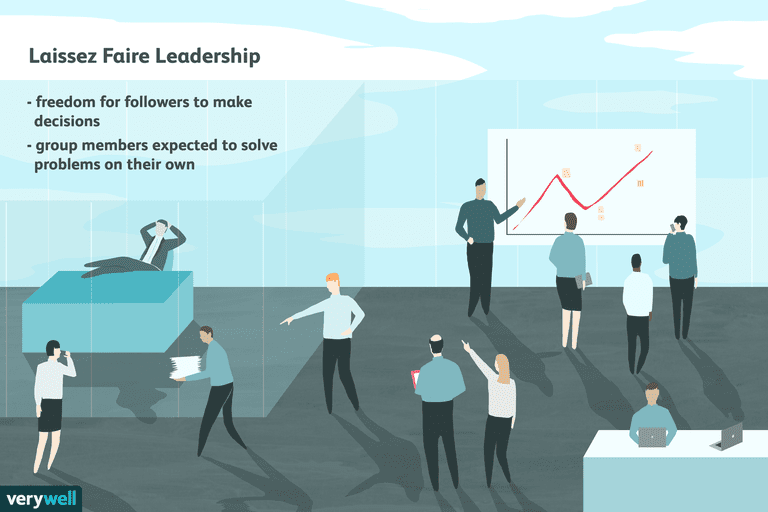 Laissez Faire Leadership
- freedom for followers to make
decisions
- group members expected to solve
problems on their own
verywell